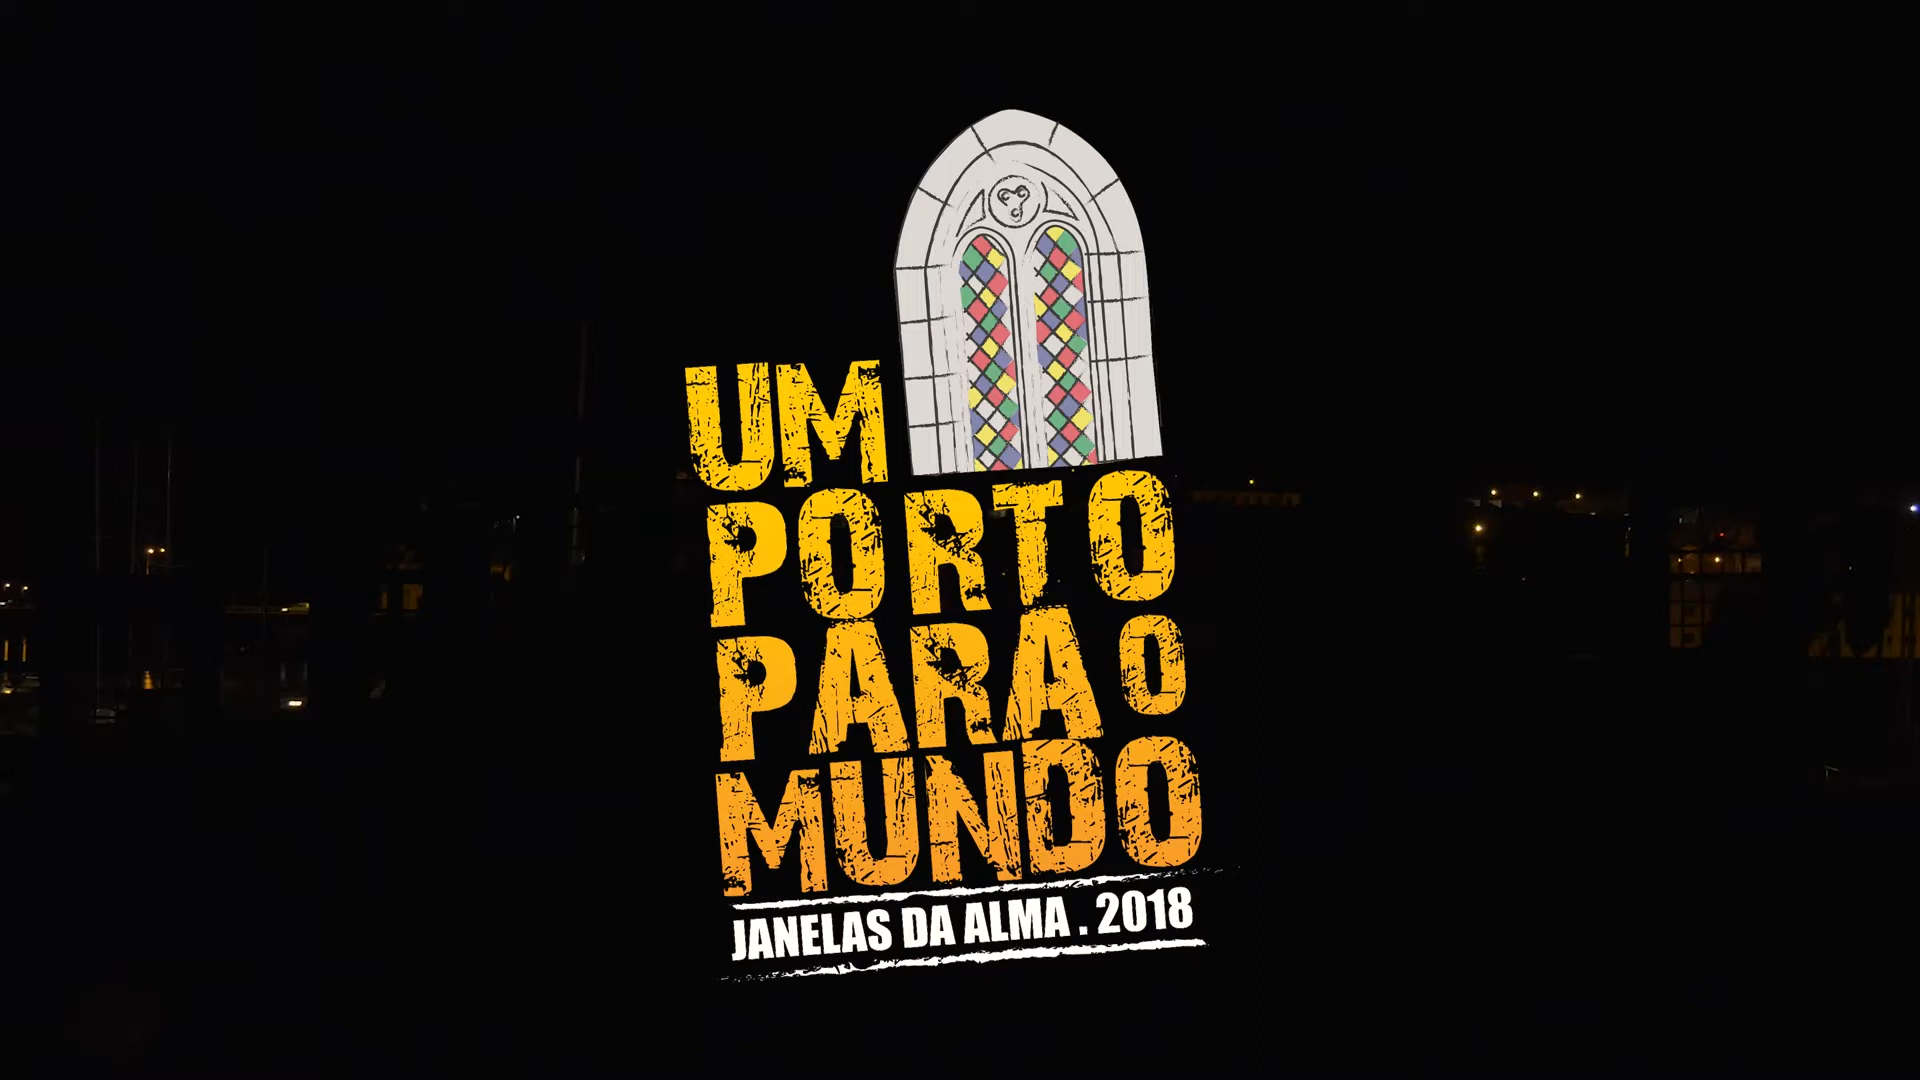 UM
PORTO
PARA O
MUNDO
JANELAS DA ALMA . 2018